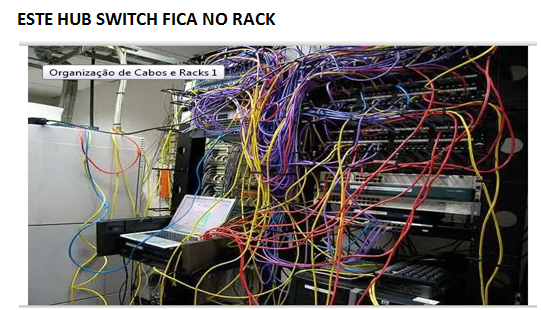 ESTE HUB SWITCH FICA NO RACK
Organização de Cabos e Racks 1